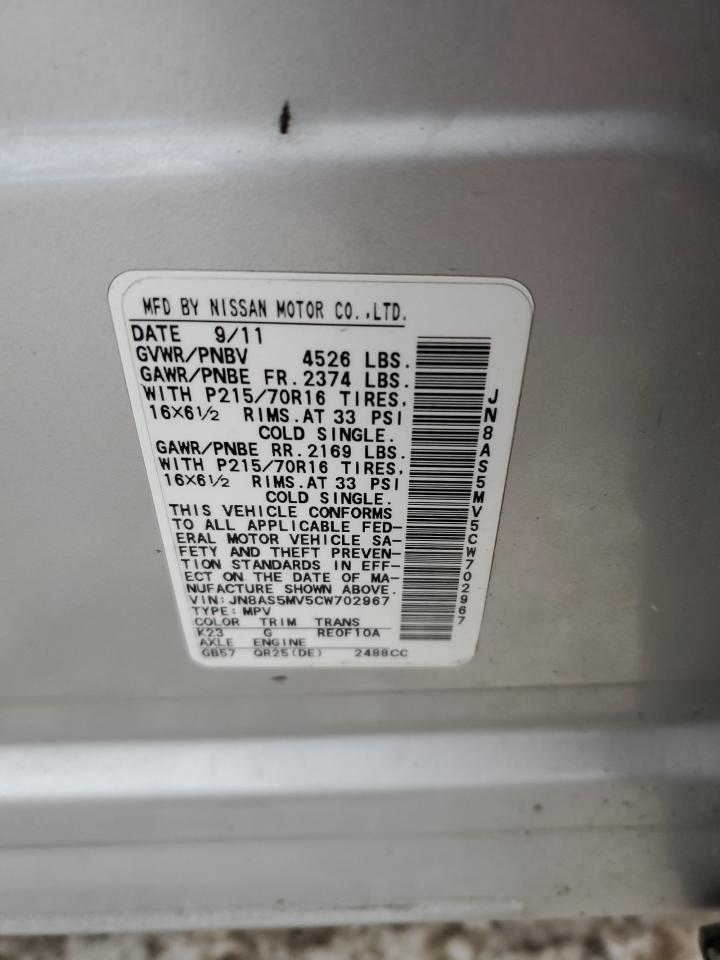 MFD BY NISSAN MOTOR CO.,LTD.
DATE 9/11
GVWR/PNBV 4526 LBS.
GAWR/PNBE FR.2374 LBS.
WITH P215/70R16 TIRES,
16X6½ RIMS.AT 33 PSI
COLD SINGLE.
GAWR/PNBE RR.2169 LBS.
WITH P215/70R16 TIRES,
16X6½ RIMS.AT 33 PSI
COLD SINGLE.
THIS VEHICLE CONFORMS
TO ALL APPLICABLE FED-
ERAL MOTOR VEHICLE SA-
FETY AND THEFT PREVEN-
TION STANDARDS IN EFF-
ECT ON THE DATE OF MA-
NUFACTURE SHOWN ABOVE.
VIN:JN8AS5MV5CW702967
TYPE:MPV
COLOR TRIM TRANS
K23 G RE0F10A
AXLE ENGINE
GB57 QR25(DE) 2488CC
JN8AS5MV5CW702967